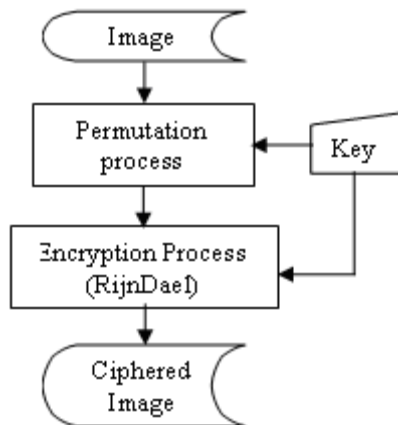 Image
Permutation
process
Key
Encryption Process
(RijnDael)
Ciphered
Image